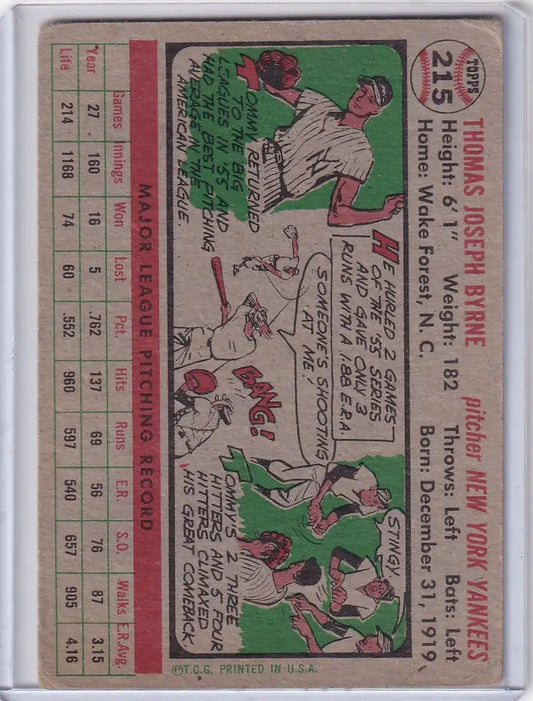 TOPPS
215
THOMAS JOSEPH BYRNE pitcher NEW YORK YANKEES
Height: 6' 1" Weight: 182 Throws: Left Bats: Left
Home: Wake Forest, N. C. Born: December 31, 1919
TOMMY RETURNED
TO THE BIG
LEAGUES IN '55 AND
HAD THE BEST PITCHING
AVERAGE IN THE
AMERICAN LEAGUE.
HE HURLED 2 GAMES
OF THE '55 SERIES
AND GAVE ONLY 3
RUNS WITH A 1.88 E.R.A.
SOMEONE'S SHOOTING
AT ME.
BANG!
STINGY
TOMMY'S 2 THREE
HITTERS AND 5 FOUR
HITTERS CLIMAXED
HIS GREAT COMEBACK.
MAJOR LEAGUE PITCHING RECORD
Games Innings Won Lost Pct. Hits Runs E.R. S.O. Walks E.R.Avg.
Year 27 160 16 5 .762 137 69 56 76 87 3.15
Life 214 1168 74 60 .552 960 597 540 657 905 4.16
©T.C.G. PRINTED IN U.S.A.